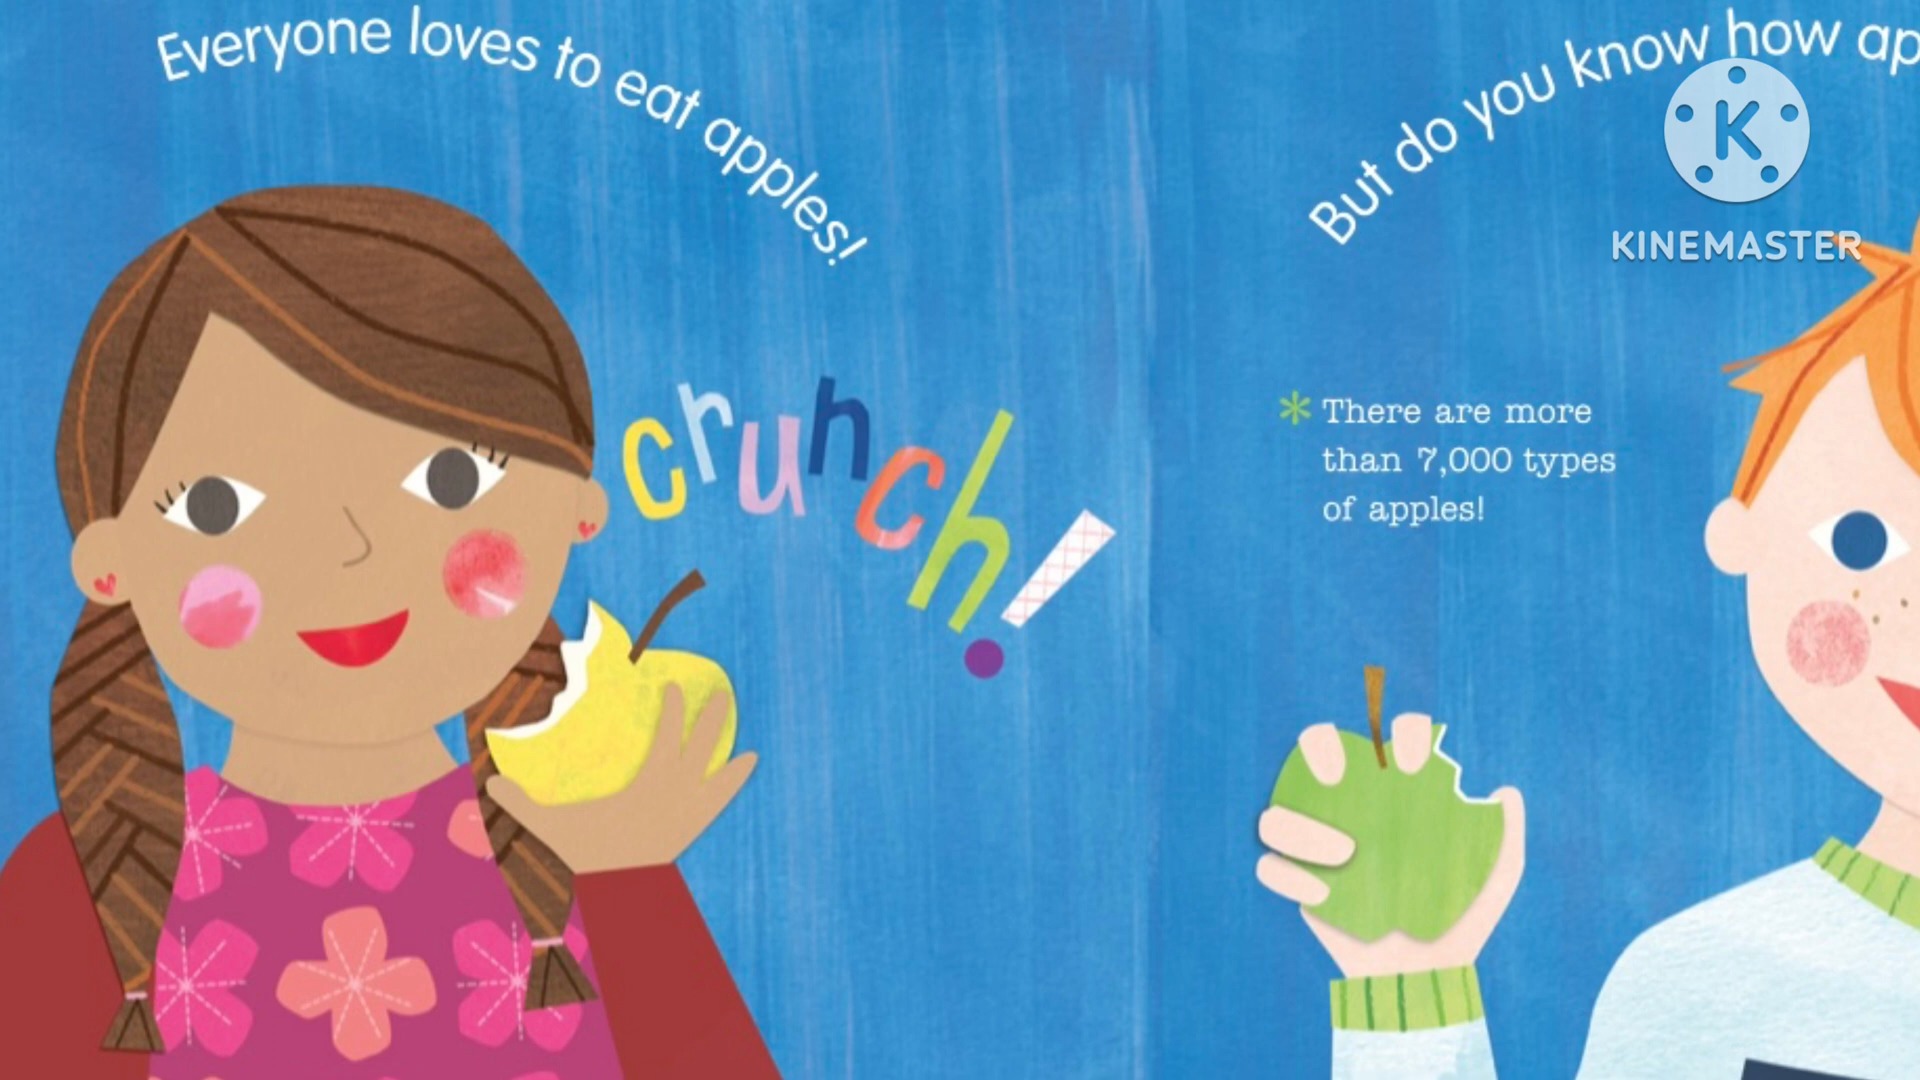 Everyone loves to eat apples!
crunch!
But do you know how ap
* There are more
than 7,000 types
of apples!
K
KINEMASTER